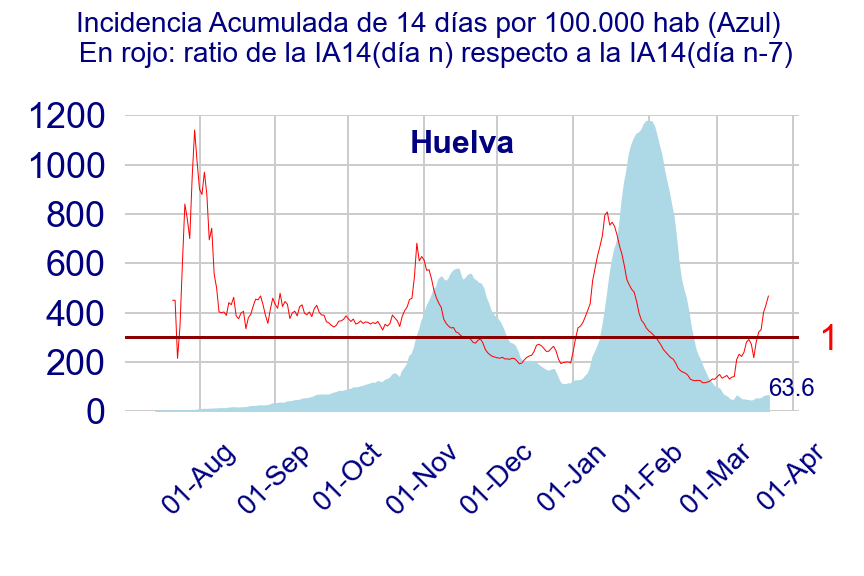 Incidencia Acumulada de 14 días por 100.000 hab (Azul)
En rojo: ratio de la IA14(día n) respecto a la IA14(día n-7)
Huelva
1200
1000
800
600
400
200
0
1
63.6
01-Aug
01-Sep
01-Oct
01-Nov
01-Dec
01-Jan
01-Feb
01-Mar
01-Apr